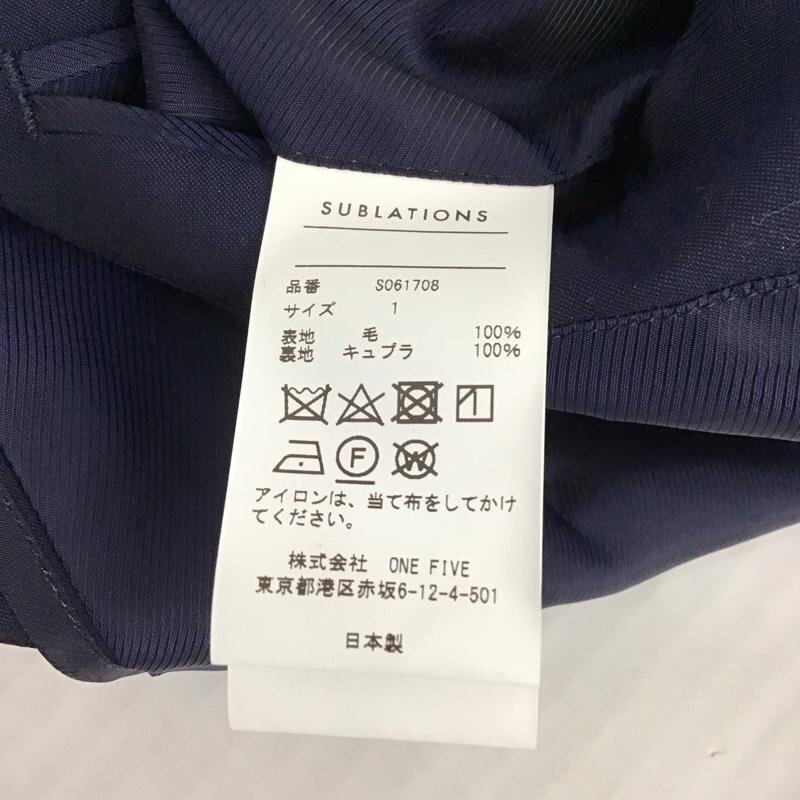 SUBLATIONS
品番 S061708
サイズ 1
表地 毛 100%
裏地 キュプラ 100%
F W
アイロンは、当て布をしてかけ
てください。
株式会社 ONE FIVE
東京都港区赤坂6-12-4-501
日本製